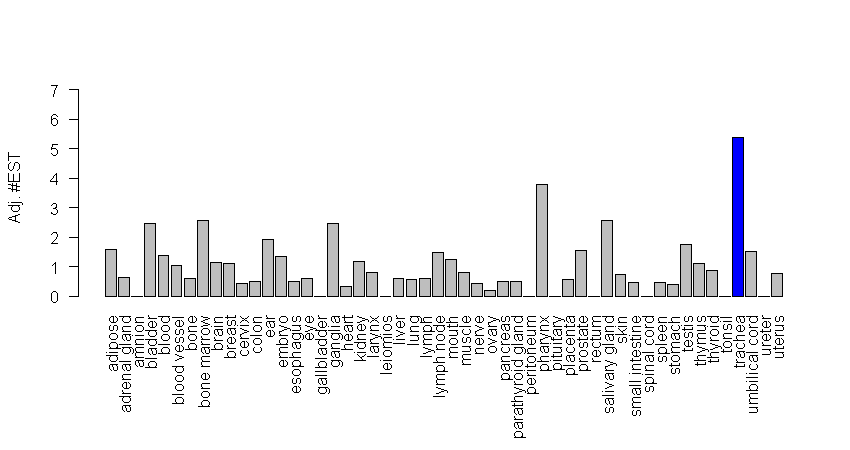 7
6
5
4
3
2
1
0
Adj. #EST
adipose
adrenal gland
amnion
bladder
blood
blood vessel
bone
bone marrow
brain
breast
cervix
colon
ear
embryo
esophagus
eye
gallbladder
ganglia
heart
kidney
larynx
leiomios
liver
lung
lymph
lymph node
mouth
muscle
nerve
ovary
pancreas
parathyroid gland
peritoneum
pharynx
pituitary
placenta
prostate
rectum
salivary gland
skin
small intestine
spinal cord
spleen
stomach
testis
thymus
thyroid
tonsil
trachea
umbilical cord
ureter
uterus